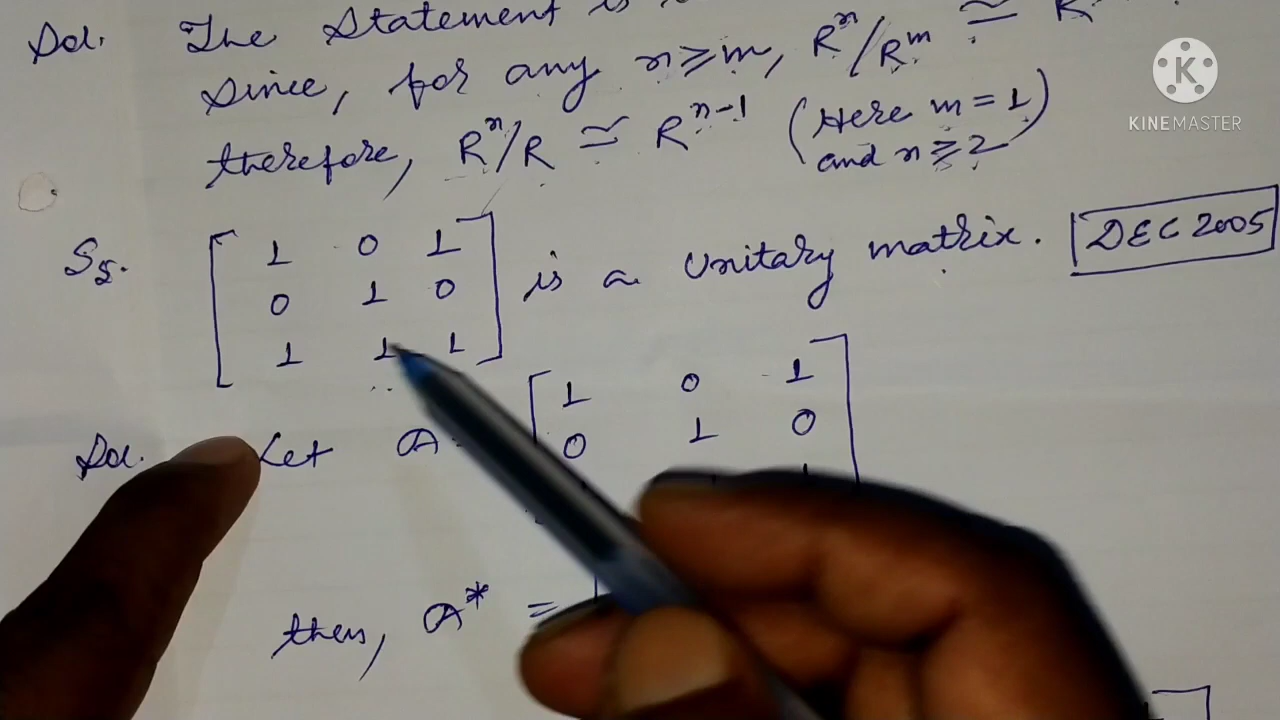 Sol. The Statement is
since, for any n ≥ m, Rⁿ/Rᵐ ≅ R
therefore, Rⁿ/R ≅ Rⁿ⁻¹ (Here m = 1
and n ≥ 2)
KINEMASTER
S5. [ 1 0 1
0 1 0
1 1 1 ] is a Unitary matrix. DEC 2005
Sol. Let A [ 1 0 1
0 1 0
then, A* =